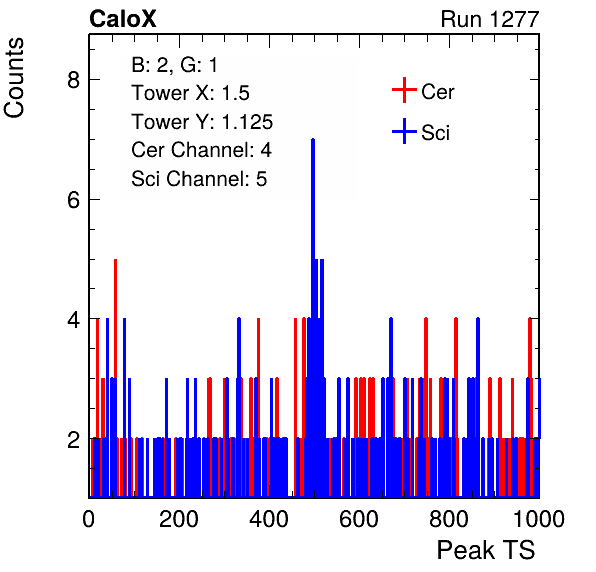 CaloX Run 1277
Counts
B: 2, G: 1
Tower X: 1.5
Tower Y: 1.125
Cer Channel: 4
Sci Channel: 5
Cer
Sci
8
6
4
2
0 200 400 600 800 1000
Peak TS